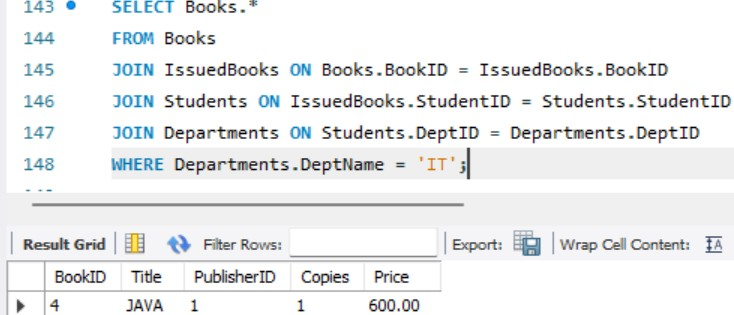 143 SELECT Books.*
144 FROM Books
145 JOIN IssuedBooks ON Books.BookID = IssuedBooks.BookID
146 JOIN Students ON IssuedBooks.StudentID = Students.StudentID
147 JOIN Departments ON Students.DeptID = Departments.DeptID
148 WHERE Departments.DeptName = 'IT';
Result Grid Filter Rows: Export: Wrap Cell Content: IA
BookID Title PublisherID Copies Price
4 JAVA 1 1 600.00